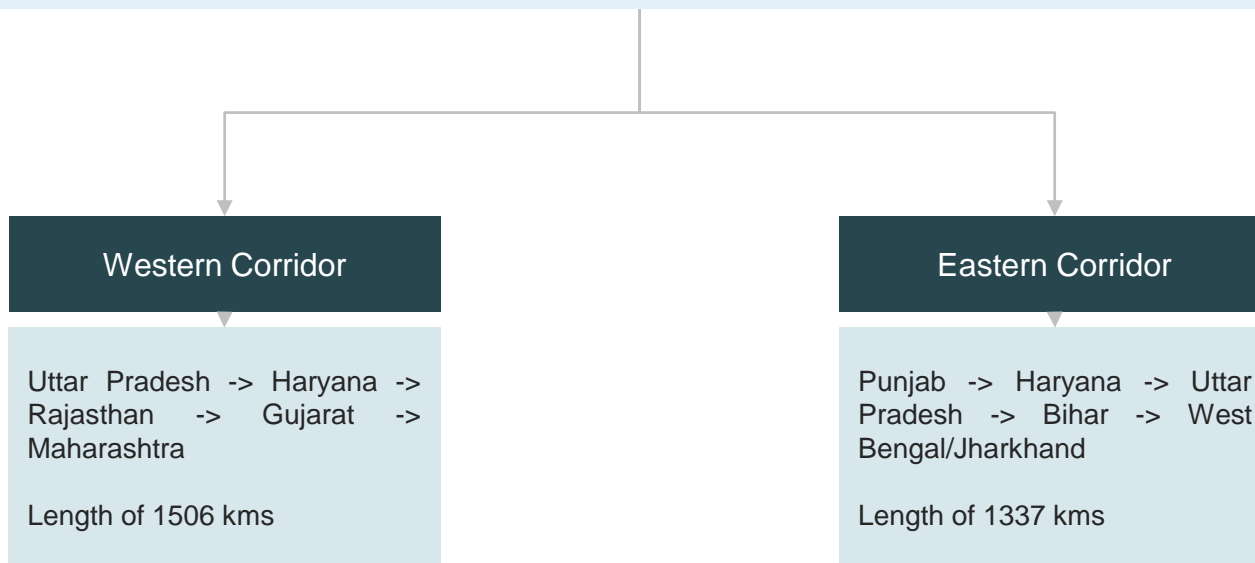 Western Corridor
Uttar Pradesh -> Haryana ->
Rajasthan -> Gujarat ->
Maharashtra
Length of 1506 kms
Eastern Corridor
Punjab -> Haryana -> Uttar
Pradesh -> Bihar -> West
Bengal/Jharkhand
Length of 1337 kms